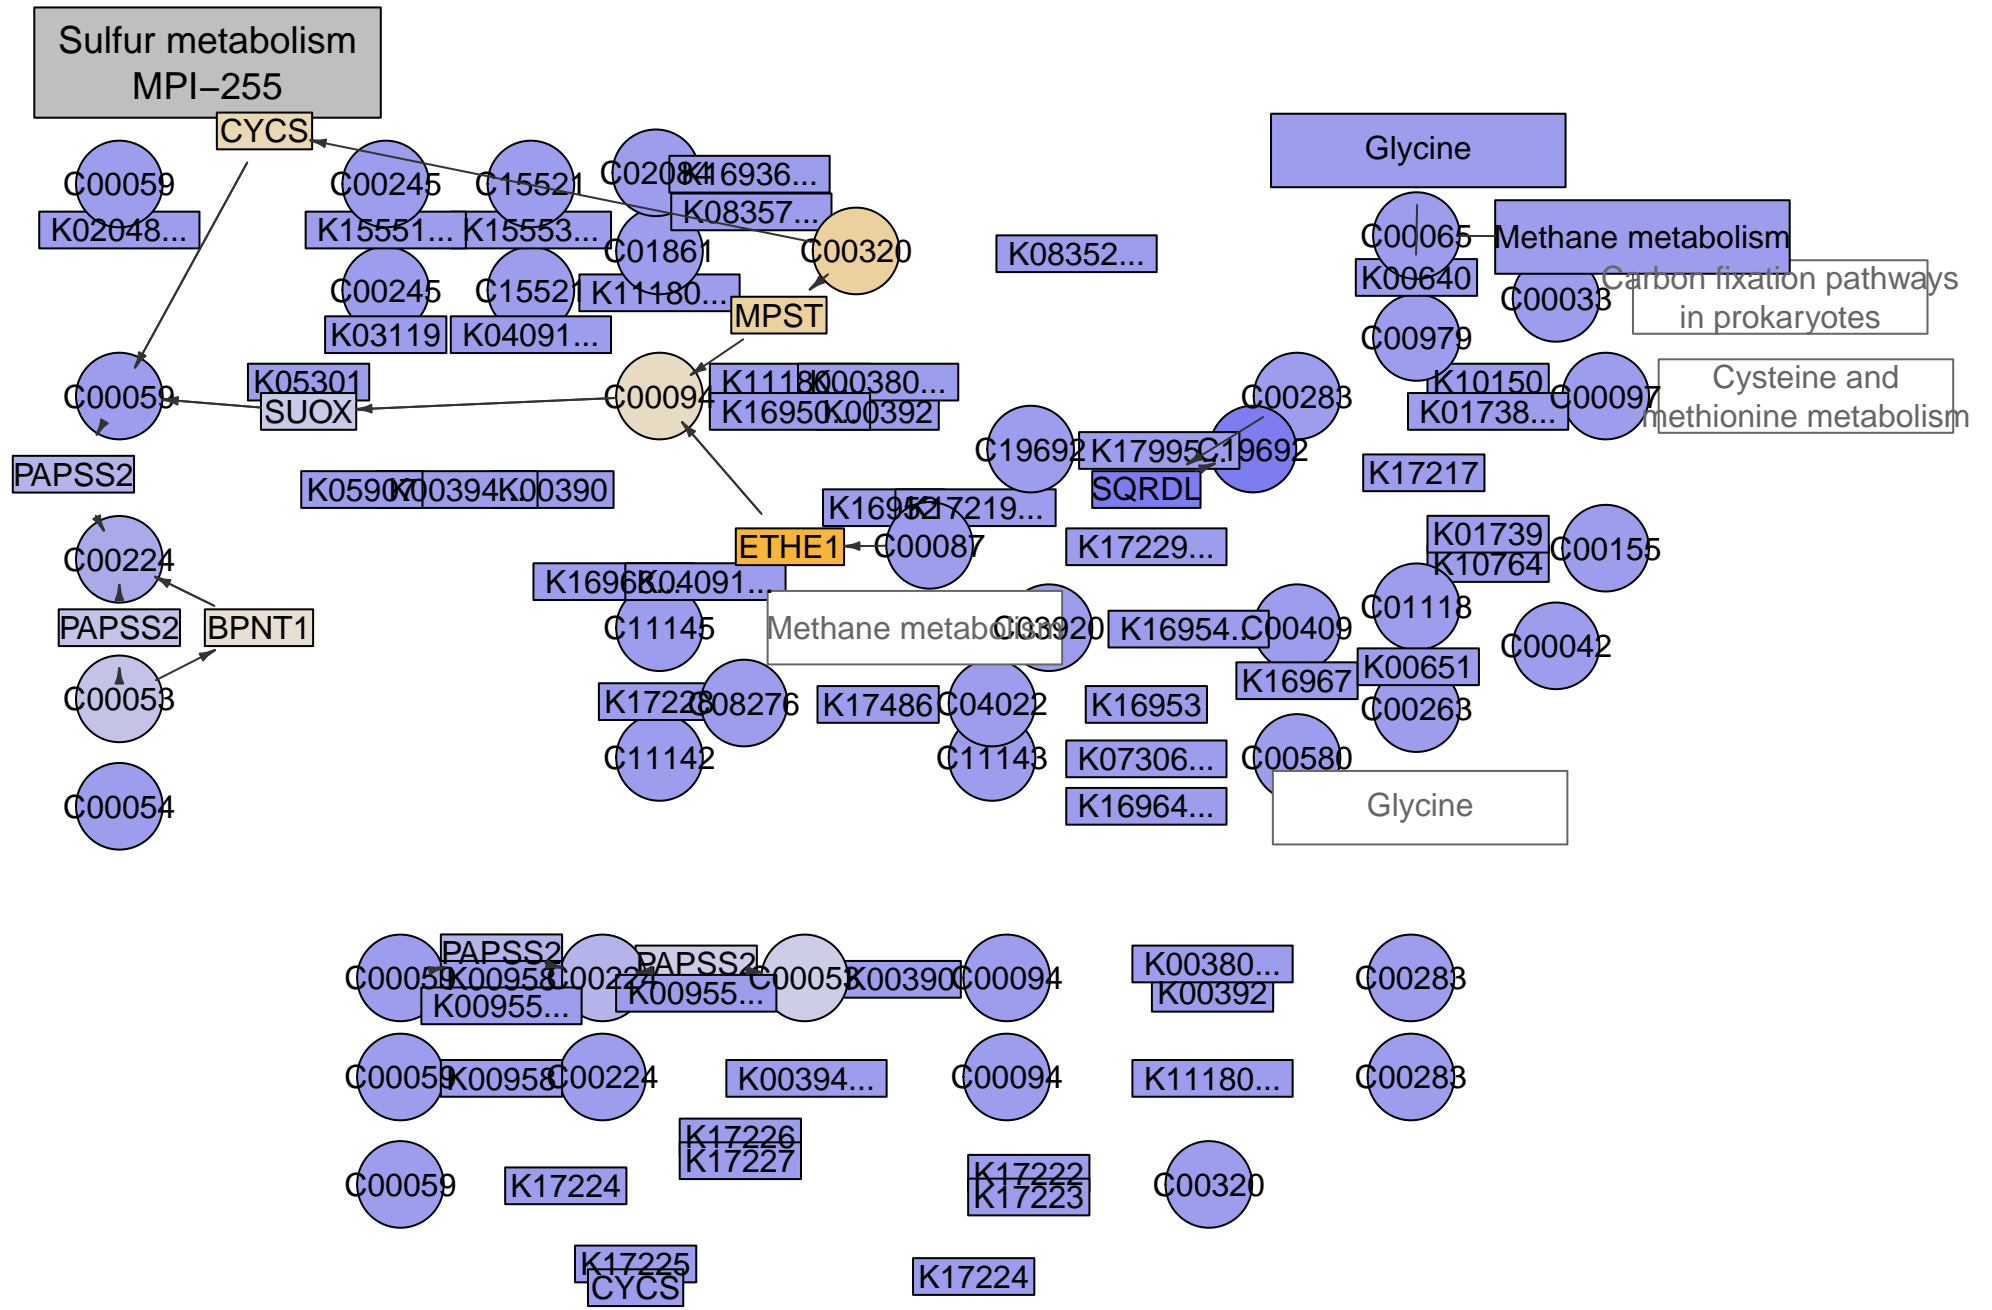 Sulfur metabolism
MPI−255
CYCS
C00059
K02048...
C00245
K15551...
C15521
K15553...
C02084
K16936...
K08357...
C01861
C00320
K11180...
MPST
C00245
K03119
C15521
K04091...
K08352...
Glycine
C00065
Methane metabolism
K00640
C00033
Carbon fixation pathways
in prokaryotes
C00979
C00059
K05301
SUOX
C00094
K11180...
K00380...
K16950...
K00392
C00283
K10150
K01738...
C00097
Cysteine and
methionine metabolism
C19692
K17995...
C19692
SQRDL
K17217
PAPSS2
K05907
K00394...
K00390
K16952
K17219...
C00224
ETHE1
C00087
K17229...
K01739
K10764
C00155
K16968...
K04091...
C01118
PAPSS2
BPNT1
C11145
Methane metabolism
C03920
K16954...
C00409
C00042
C00053
K17228
C08276
K17486
C04022
K16953
K16967
K00651
C00263
C11142
C11143
K07306...
C00580
C00054
K16964...
Glycine
C00059
PAPSS2
K00958
K00955...
C00224
PAPSS2
K00955...
C00053
K00390
C00094
K00380...
K00392
C00283
C00059
K00958
C00224
K00394...
C00094
K11180...
C00283
K17226
K17227
C00059
K17224
K17222
K17223
C00320
K17225
CYCS
K17224